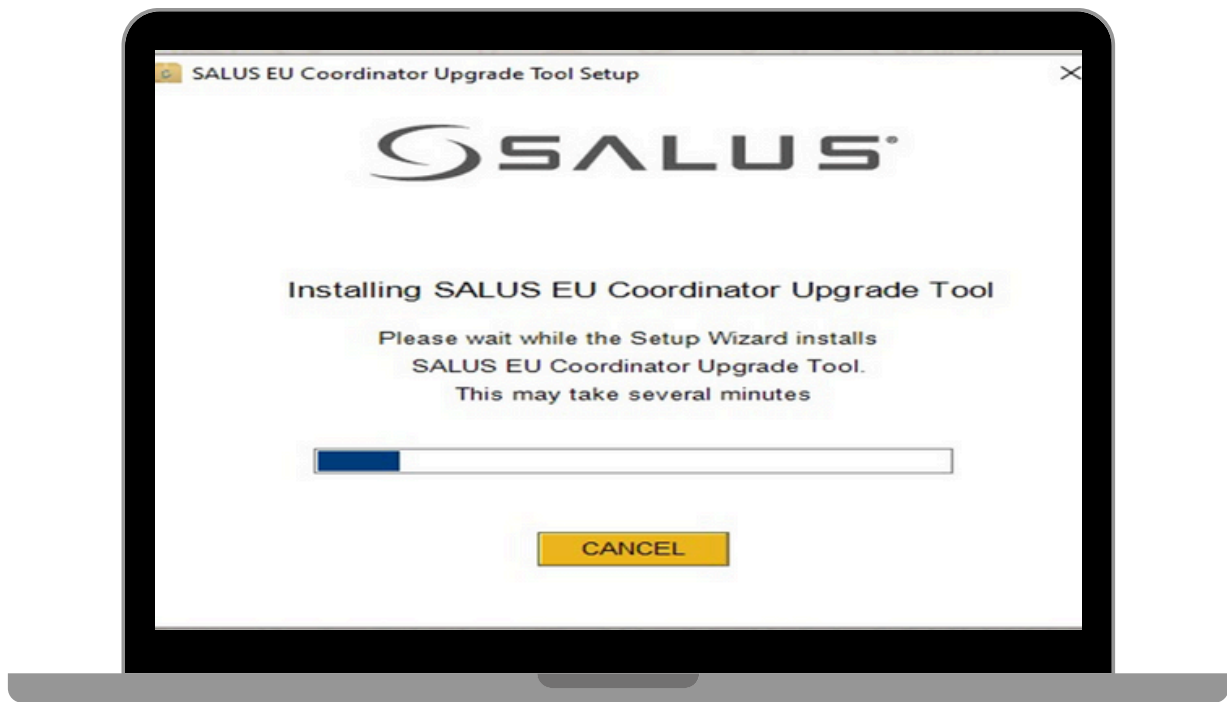 SALUS EU Coordinator Upgrade Tool Setup
SALUS®
Installing SALUS EU Coordinator Upgrade Tool
Please wait while the Setup Wizard installs
SALUS EU Coordinator Upgrade Tool.
This may take several minutes
CANCEL